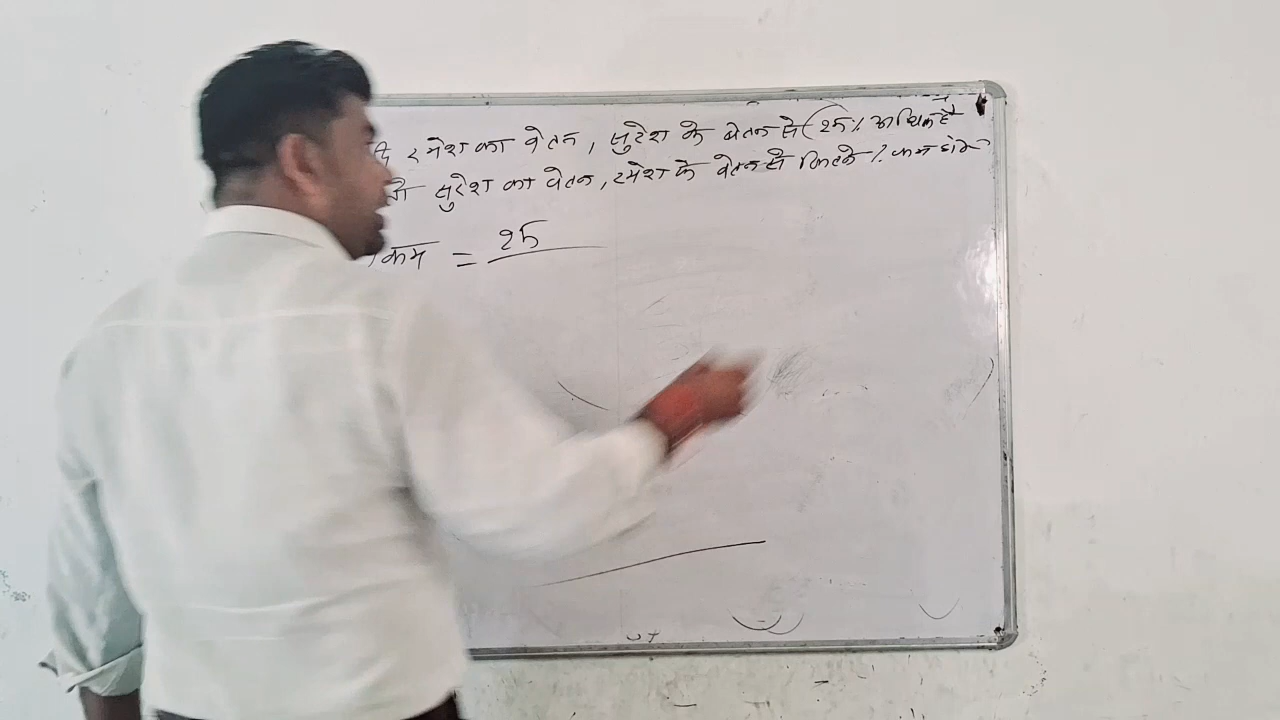 रमेश का वेतन, सुरेश के वेतन से (25% अधिक है
सुरेश का वेतन, रमेश के वेतन से कितने % कम होगा
कम = 25